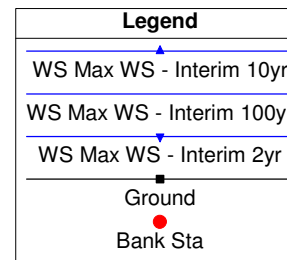 Legend
WS Max WS - Interim 10yr
WS Max WS - Interim 100y
WS Max WS - Interim 2yr
Ground
Bank Sta